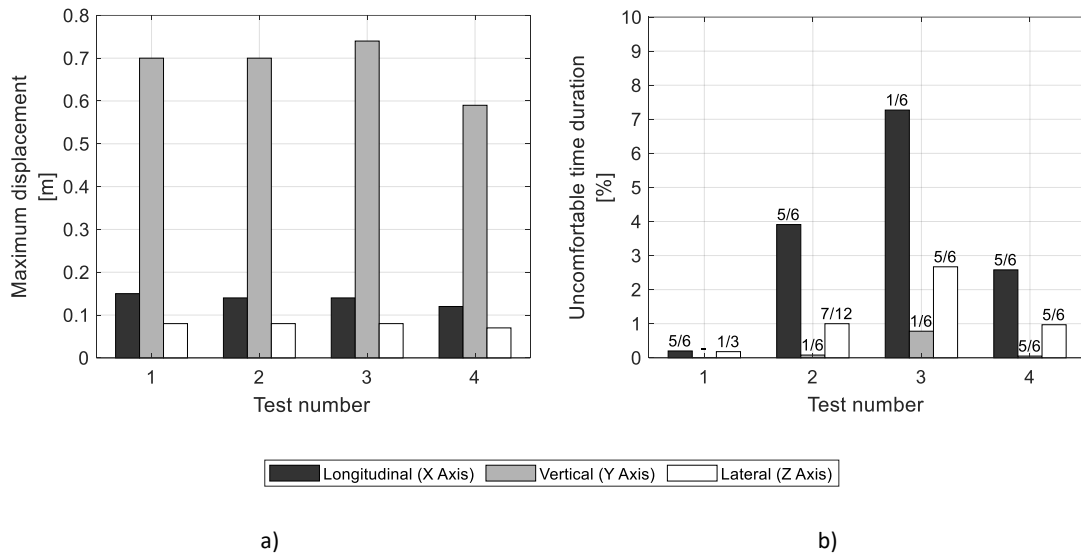 0.8
0.7
0.6
0.5
0.4
0.3
0.2
0.1
0
Maximum displacement
[m]
1 2 3 4
Test number
10
9
8
7
6
5
4
3
2
1
0
Uncomfortable time duration
[%]
5/6 - 1/3
5/6 1/6 7/12
1/6 1/6 5/6
5/6 5/6 5/6
1 2 3 4
Test number
Longitudinal (X Axis) Vertical (Y Axis) Lateral (Z Axis)
a) b)